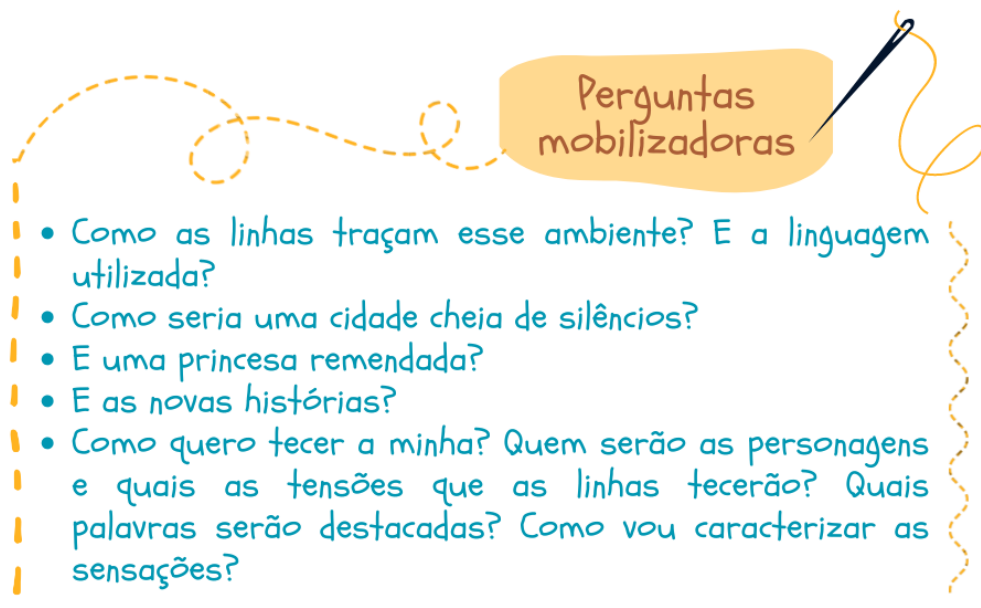 Perguntas
mobilizadoras
• Como as linhas traçam esse ambiente? E a linguagem
utilizada?
• Como seria uma cidade cheia de silêncios?
• E uma princesa remendada?
• E as novas histórias?
• Como quero tecer a minha? Quem serão as personagens
e quais as tensões que as linhas tecerão? Quais
palavras serão destacadas? Como vou caracterizar as
sensações?